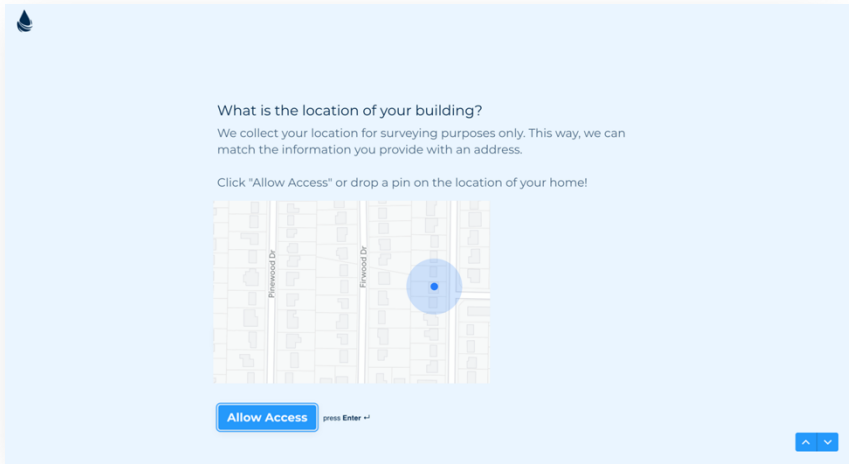 What is the location of your building?
We collect your location for surveying purposes only. This way, we can
match the information you provide with an address.
Click "Allow Access" or drop a pin on the location of your home!
Pinewood Dr
Firwood Dr
Allow Access press Enter ↵